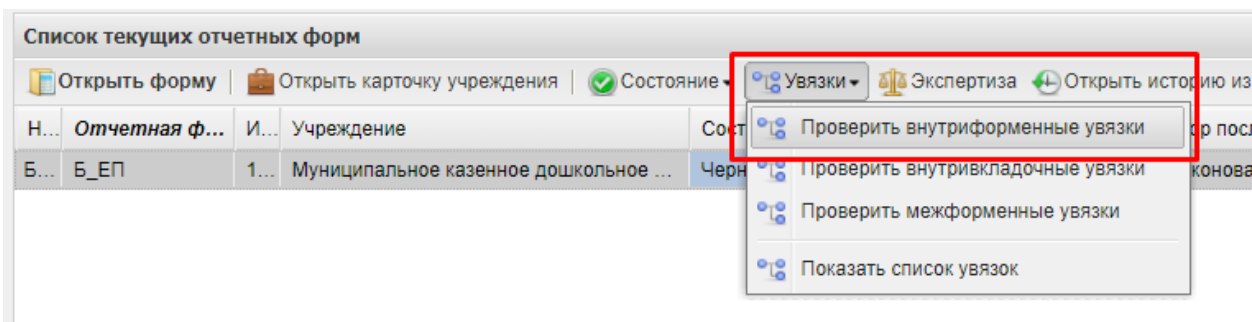 Список текущих отчетных форм
Открыть форму Открыть карточку учреждения Состояние Увязки Экспертиза Открыть историю из
Н... Отчетная ф... И... Учреждение Сост
Б... Б_ЕП 1... Муниципальное казенное дошкольное ... Черн
Проверить внутриформенные увязки
Проверить внутривкладочные увязки
Проверить межформенные увязки
Показать список увязок